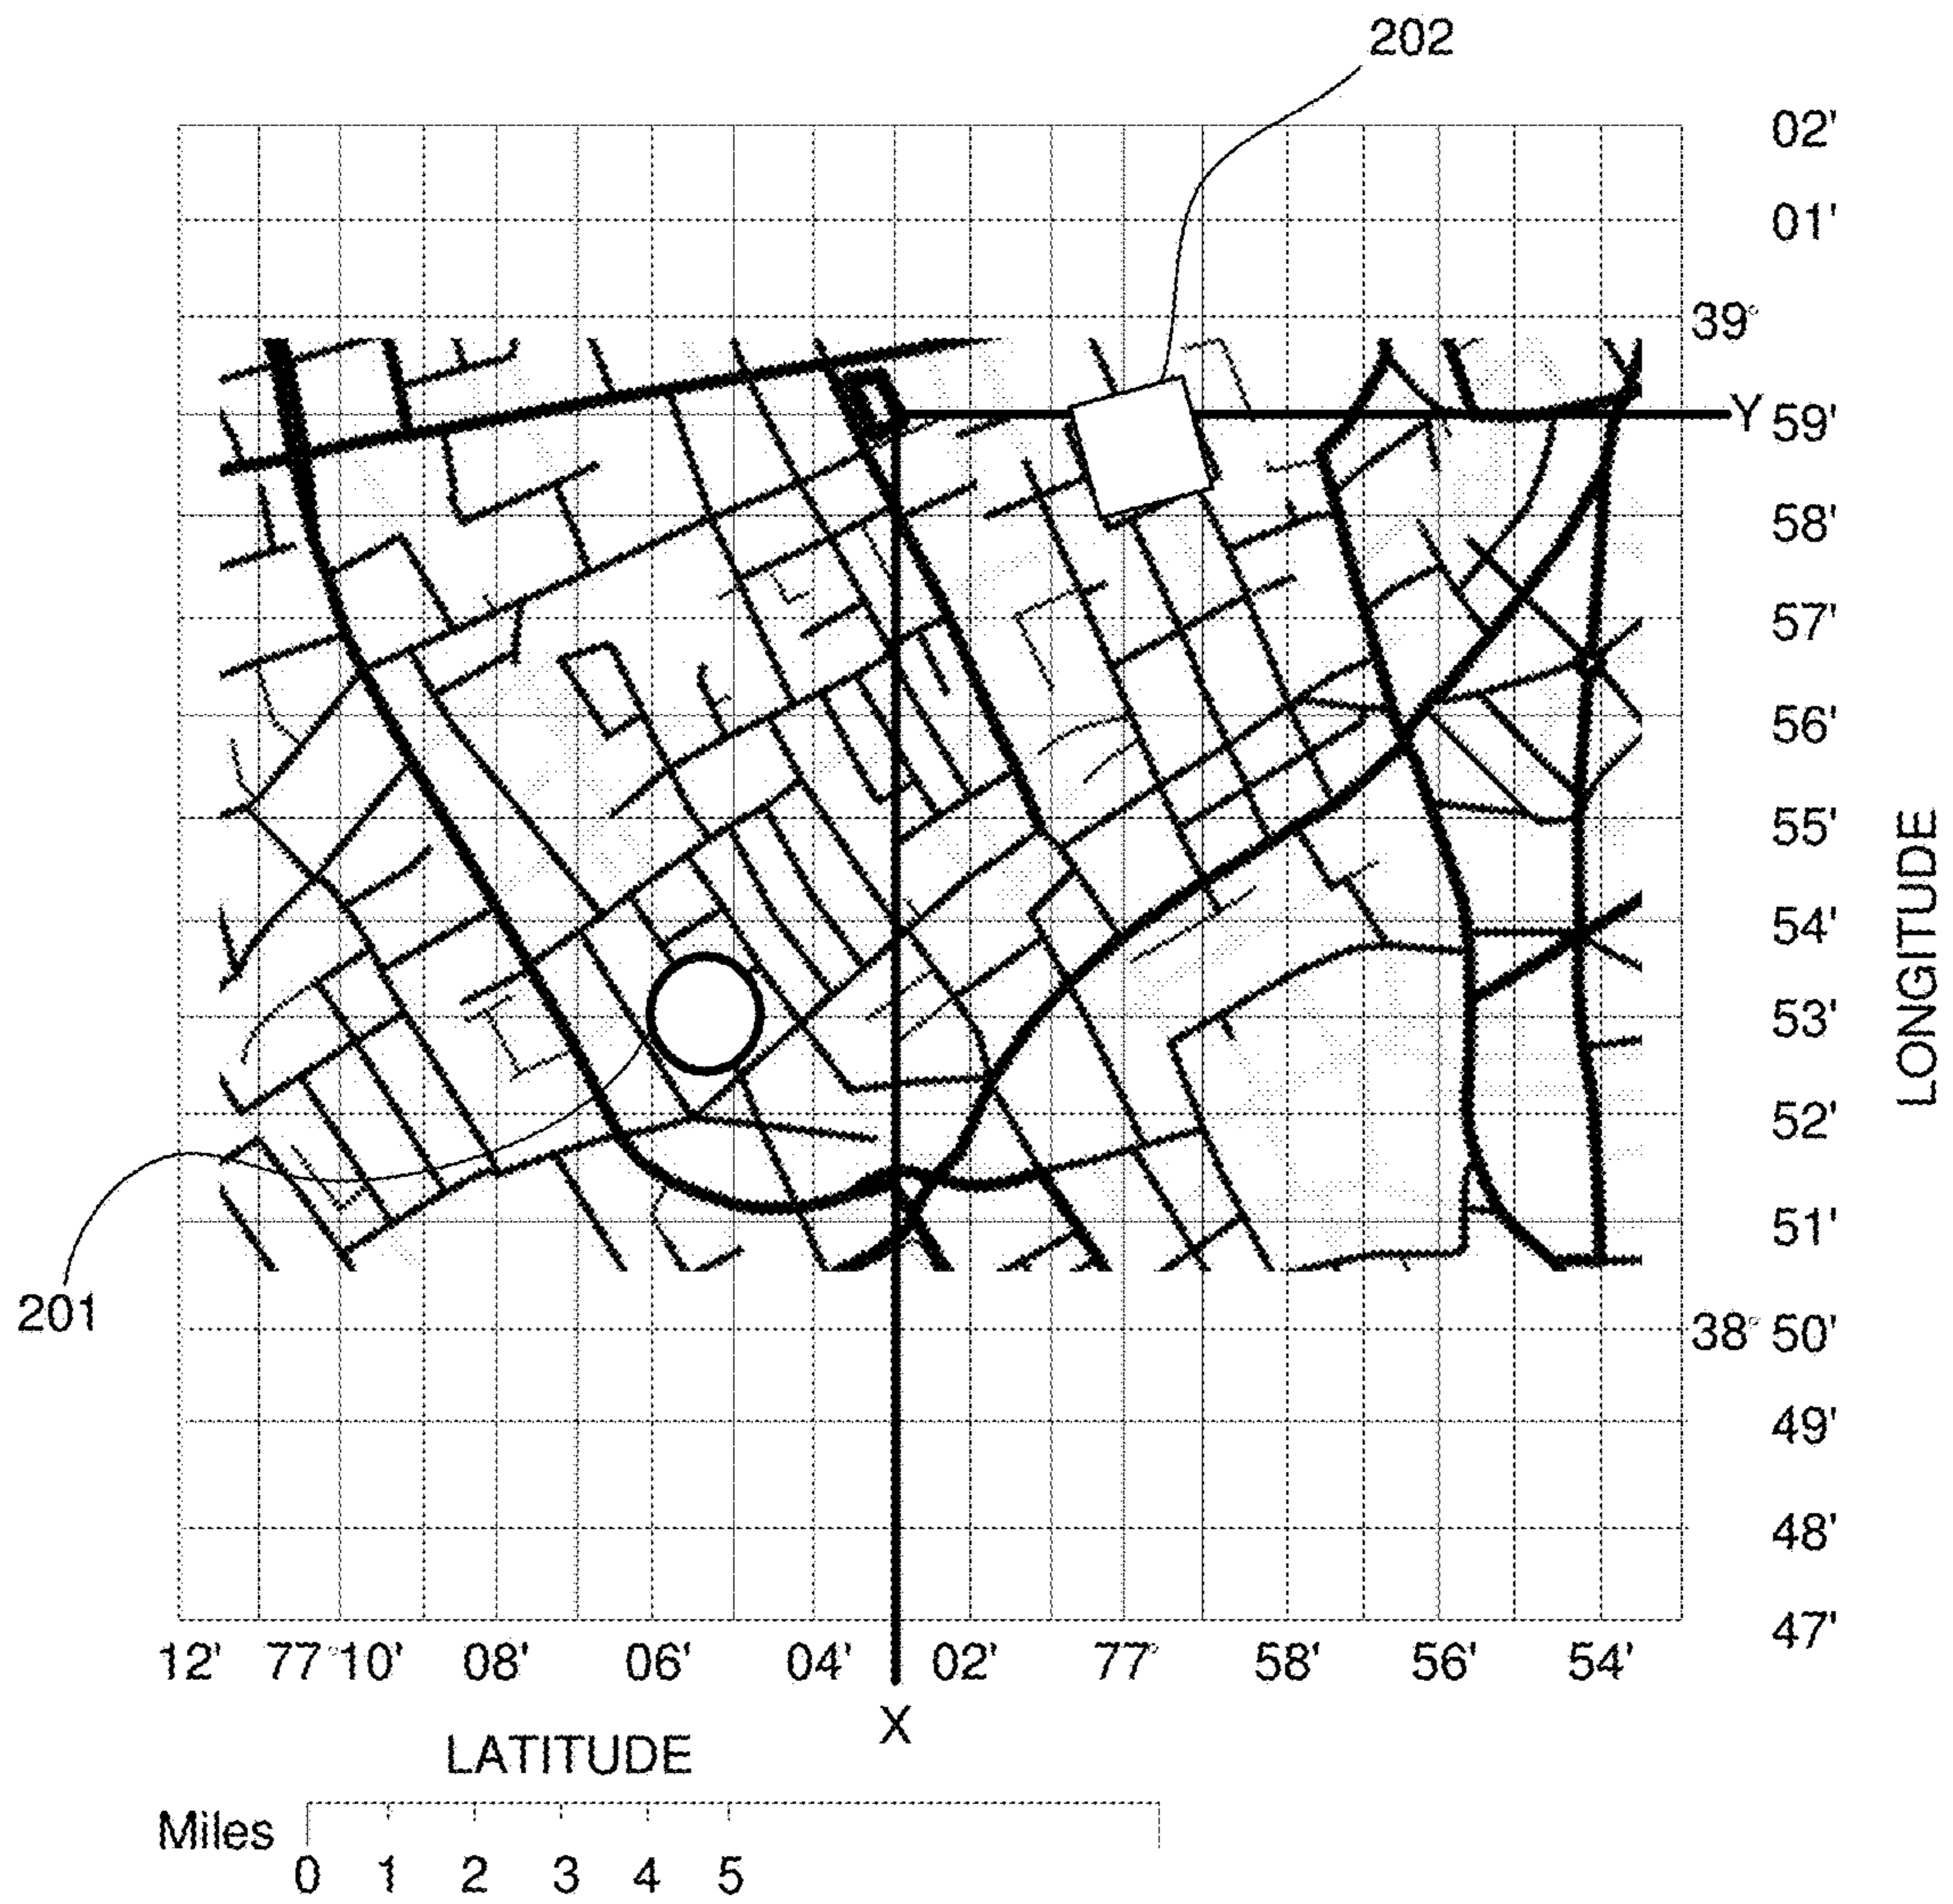 202
02'
01'
39°
Y 59'
58'
57'
56'
55'
54'
53'
52'
51'
38° 50'
49'
48'
47'
LONGITUDE
201
12' 77°10' 08' 06' 04' 02' 77° 58' 56' 54'
X
LATITUDE
Miles
0 1 2 3 4 5